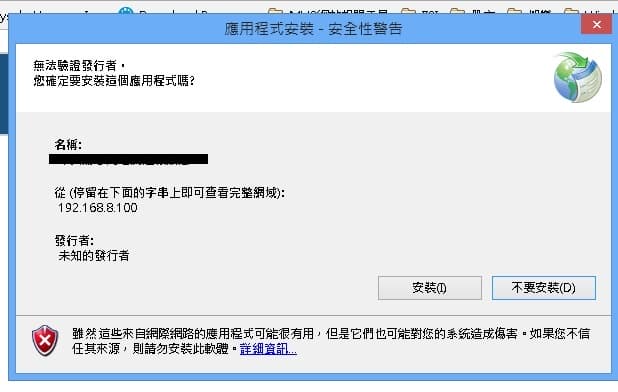 應用程式安裝 - 安全性警告
無法驗證發行者。
您確定要安裝這個應用程式嗎?
名稱:
從 (停留在下面的字串上即可查看完整網域):
192.168.8.100
發行者:
未知的發行者
安裝(I)
不要安裝(D)
雖然這些來自網際網路的應用程式可能很有用，但是它們也可能對您的系統造成傷害。如果您不信
任其來源，則請勿安裝此軟體。詳細資訊...